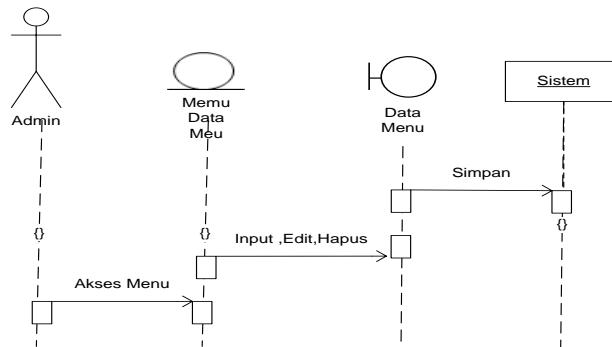 Admin
Memu
Data
Meu
Data
Menu
Sistem
Simpan
{}
{}
{}
Input ,Edit,Hapus
Akses Menu